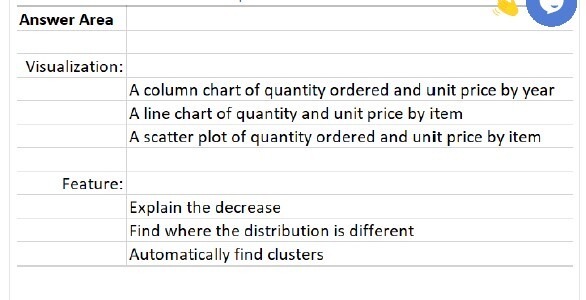 Answer Area
Visualization:
A column chart of quantity ordered and unit price by year
A line chart of quantity and unit price by item
A scatter plot of quantity ordered and unit price by item
Feature:
Explain the decrease
Find where the distribution is different
Automatically find clusters